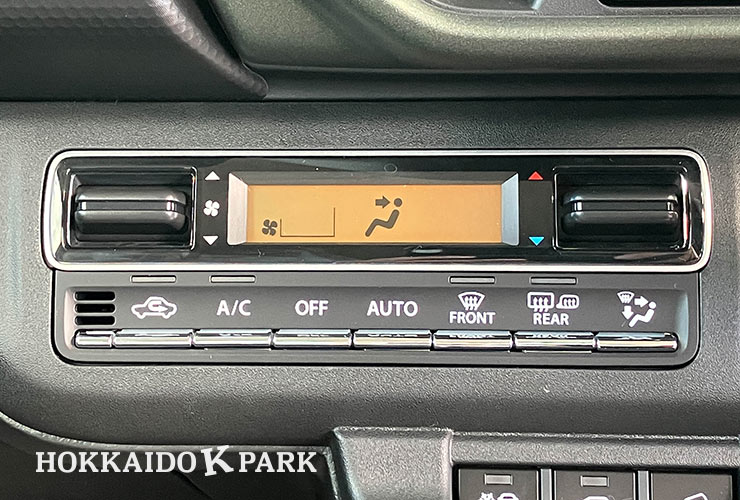 A/C OFF AUTO FRONT REAR
HOKKAIDO K PARK